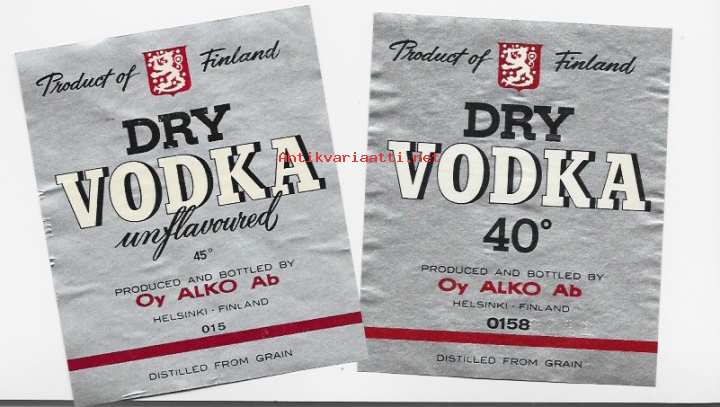 Product of Finland
DRY
VODKA
unflavoured
45°
PRODUCED AND BOTTLED BY
Oy ALKO Ab
HELSINKI - FINLAND
015
DISTILLED FROM GRAIN
Product of Finland
DRY
VODKA
40°
PRODUCED AND BOTTLED BY
Oy ALKO Ab
HELSINKI - FINLAND
0158
DISTILLED FROM GRAIN
Antikvariaatti.net